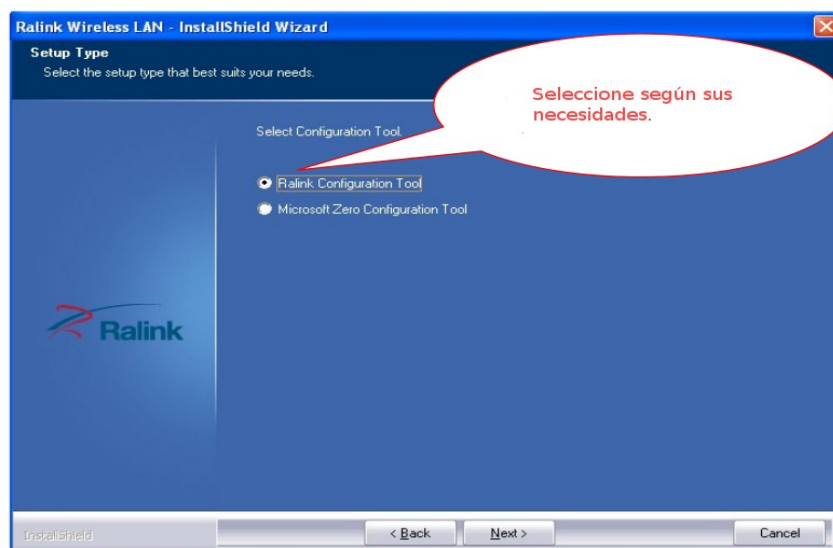 Ralink Wireless LAN - InstallShield Wizard
Setup Type
Select the setup type that best suits your needs.
Seleccione según sus
necesidades.
Select Configuration Tool.
Ralink Configuration Tool
Microsoft Zero Configuration Tool
Ralink
InstallShield
< Back
Next >
Cancel